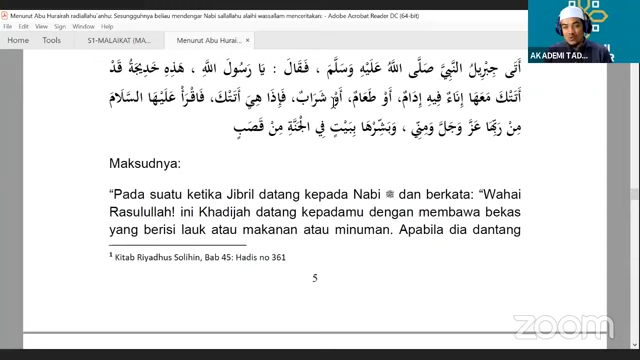 Menurut Abu Hurairah radiallahu'anhu: Sesungguhnya beliau mendengar Nabi sallallahu alaihi wassallam menceritakan: - Adobe Acrobat Reader DC (64-bit)
File Edit View Sign Window Help
Home Tools S1-MALAIKAT (MA... Menurut Abu Hurair... ×
AKADEMI TAD...
أَتَى جِبْرِيلُ النَّبِيَّ صَلَّى اللَّهُ عَلَيْهِ وَسَلَّمَ ، فَقَالَ : يَا رَسُولَ اللَّهِ ، هَذِهِ خَدِيجَةُ قَدْ
أَتَتْكَ مَعَهَا إِنَاءٌ فِيهِ إِدَامٌ، أَوْ طَعَامٌ، أَوْ شَرَابٌ، فَإِذَا هِيَ أَتَتْكَ، فَاقْرَأْ عَلَيْهَا السَّلَامَ
مِنْ رَبِّهَا عَزَّ وَجَلَّ وَمِنِّي ، وَبَشِّرْهَا بِبَيْتٍ فِي الْجَنَّةِ مِنْ قَصَبٍ
Maksudnya:
“Pada suatu ketika Jibril datang kepada Nabi ﷺ dan berkata: “Wahai
Rasulullah! ini Khadijah datang kepadamu dengan membawa bekas
yang berisi lauk atau makanan atau minuman. Apabila dia dantang
1 Kitab Riyadhus Solihin, Bab 45: Hadis no 361
5
zoom